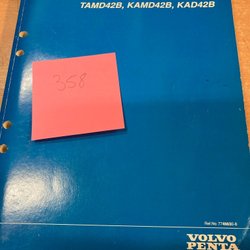 TAMD42B, KAMD42B, KAD42B
358
VOLVO
PENTA